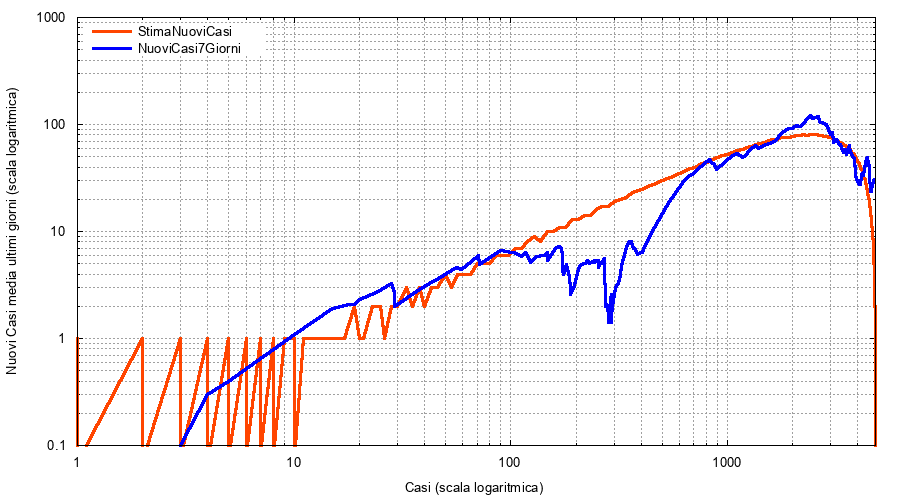 1000
StimaNuoviCasi
NuoviCasi7Giorni
100
10
1
0.1
Nuovi Casi media ultimi giorni (scala logaritmica)
1 10 100 1000
Casi (scala logaritmica)